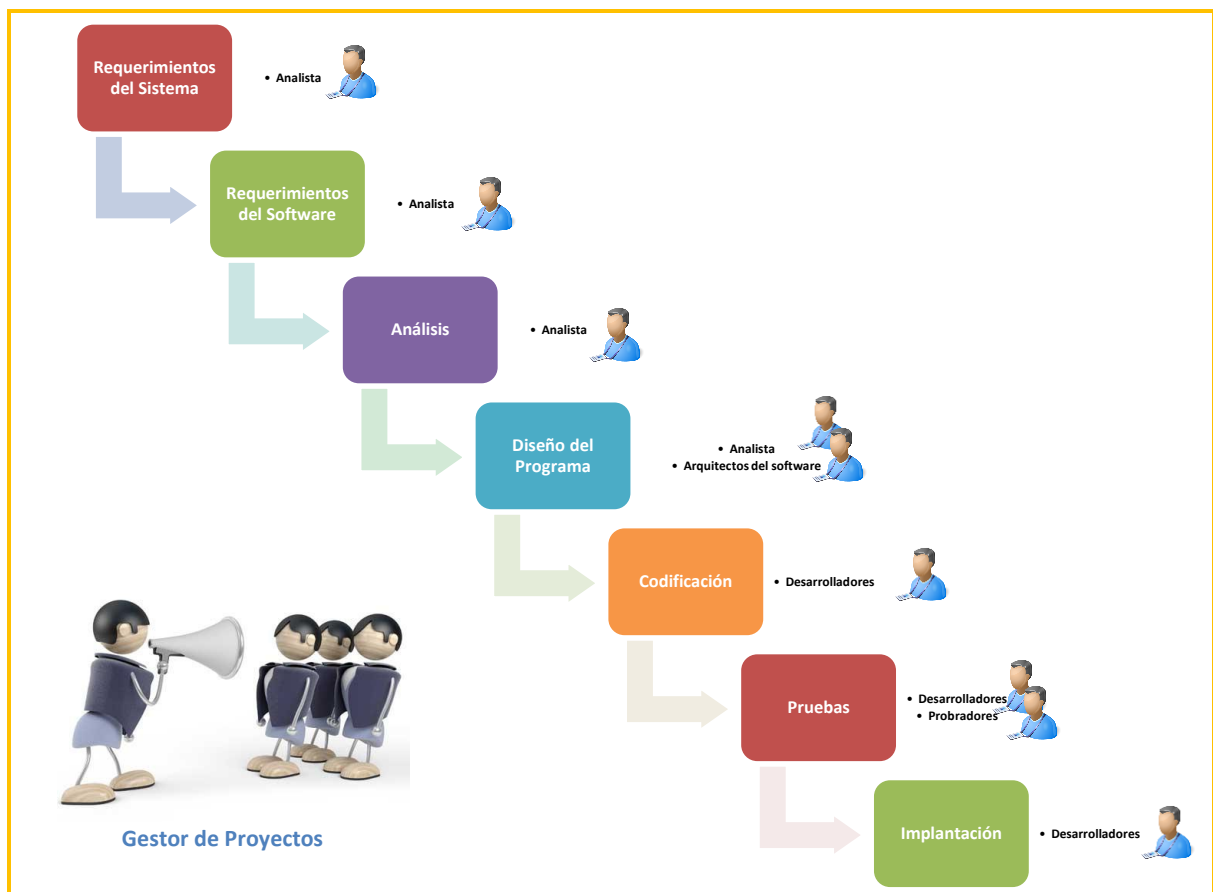 Requerimientos
del Sistema
• Analista
Requerimientos
del Software
• Analista
Análisis
• Analista
Diseño del
Programa
• Analista
• Arquitectos del software
Codificación
• Desarrolladores
Pruebas
• Desarrolladores
• Probradores
Implantación
• Desarrolladores
Gestor de Proyectos